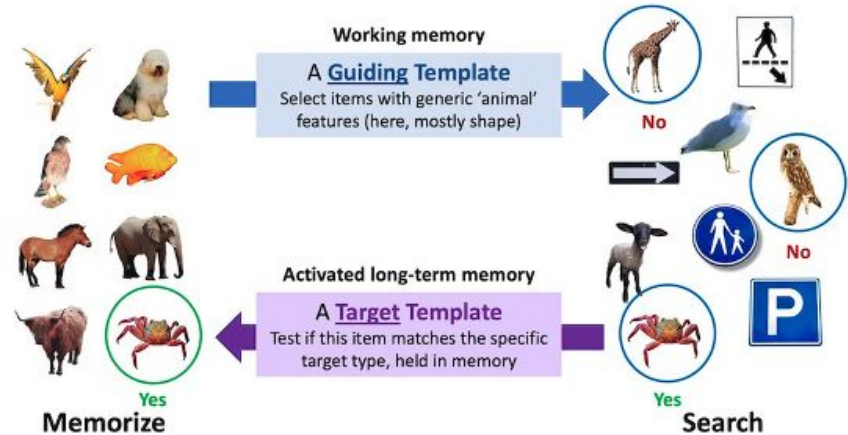 Working memory
A Guiding Template
Select items with generic ‘animal’
features (here, mostly shape)
No
No
Activated long-term memory
A Target Template
Test if this item matches the specific
target type, held in memory
P
Yes
Yes
Memorize
Search